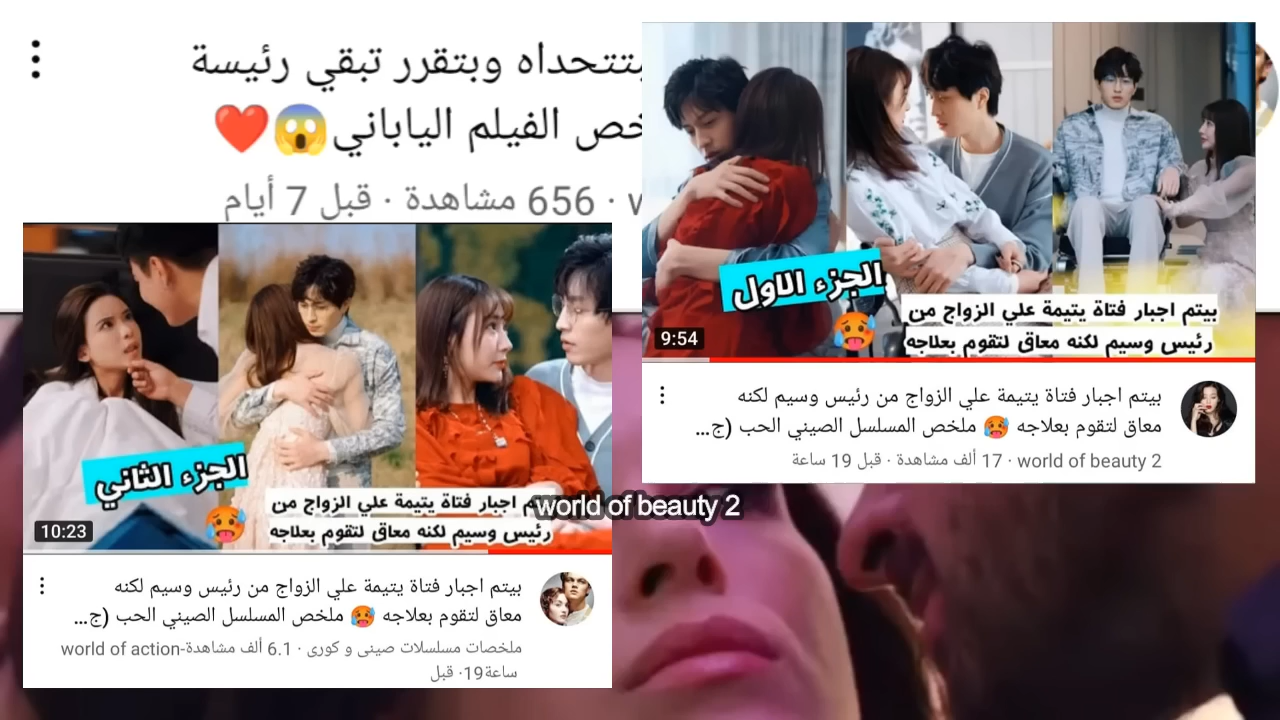 ستتحداه وبتقرر تبقي رئيسة
الفيلم الياباني😱❤️
656 مشاهدة · قبل 7 أيام
الجزء الاول
بيتم اجبار فتاة يتيمة علي الزواج من
رئيس وسيم لكنه معاق لتقوم بعلاجه
🥵
9:54
بيتم اجبار فتاة يتيمة علي الزواج من رئيس وسيم لكنه
معاق لتقوم بعلاجه 🥵 ملخص المسلسل الصيني الحب (ج...
world of beauty 2 · 17 ألف مشاهدة · قبل 19 ساعة
الجزء الثاني
اجبار فتاة يتيمة علي الزواج من
رئيس وسيم لكنه معاق لتقوم بعلاجه
🥵
10:23
world of beauty 2
بيتم اجبار فتاة يتيمة علي الزواج من رئيس وسيم لكنه
معاق لتقوم بعلاجه 🥵 ملخص المسلسل الصيني الحب (ج...
ملخصات مسلسلات صينى و كورى · 6.1 ألف مشاهدة-world of action
ساعة19· قبل